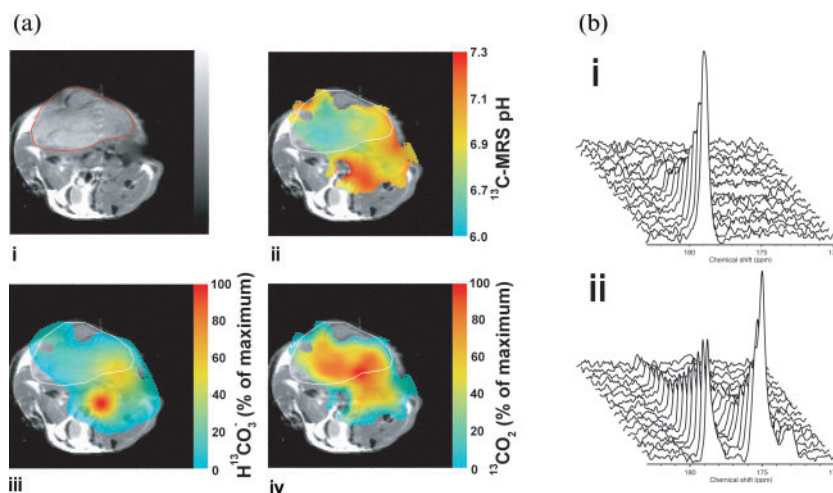 (a)
(b)
i
7.3
7.1
6.9
6.7
6.0
¹³C-MRS pH
i
ii
180
175
Chemical shift (ppm)
ii
100
80
60
40
20
0
H¹³CO₃⁻ (% of maximum)
100
80
60
40
20
0
¹³CO₂ (% of maximum)
iii
iv
180
175
Chemical shift (ppm)